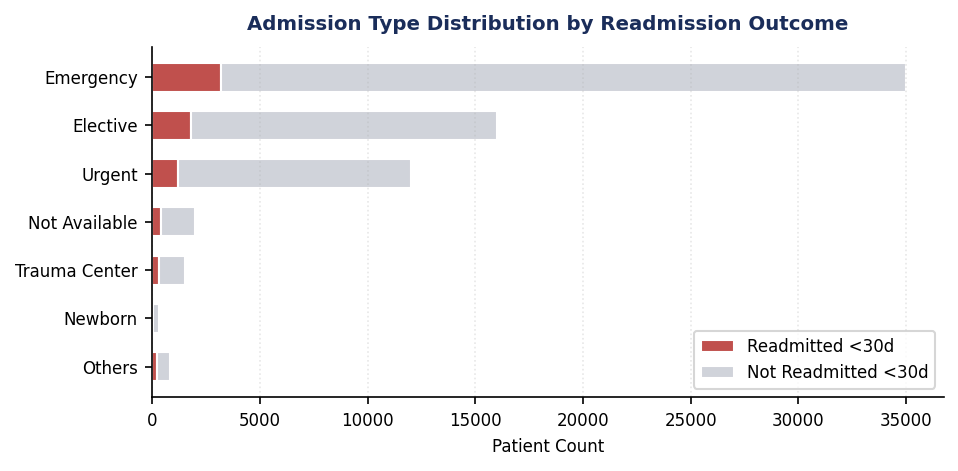 Admission Type Distribution by Readmission Outcome
Emergency
Elective
Urgent
Not Available
Trauma Center
Newborn
Others
Readmitted <30d
Not Readmitted <30d
0 5000 10000 15000 20000 25000 30000 35000
Patient Count